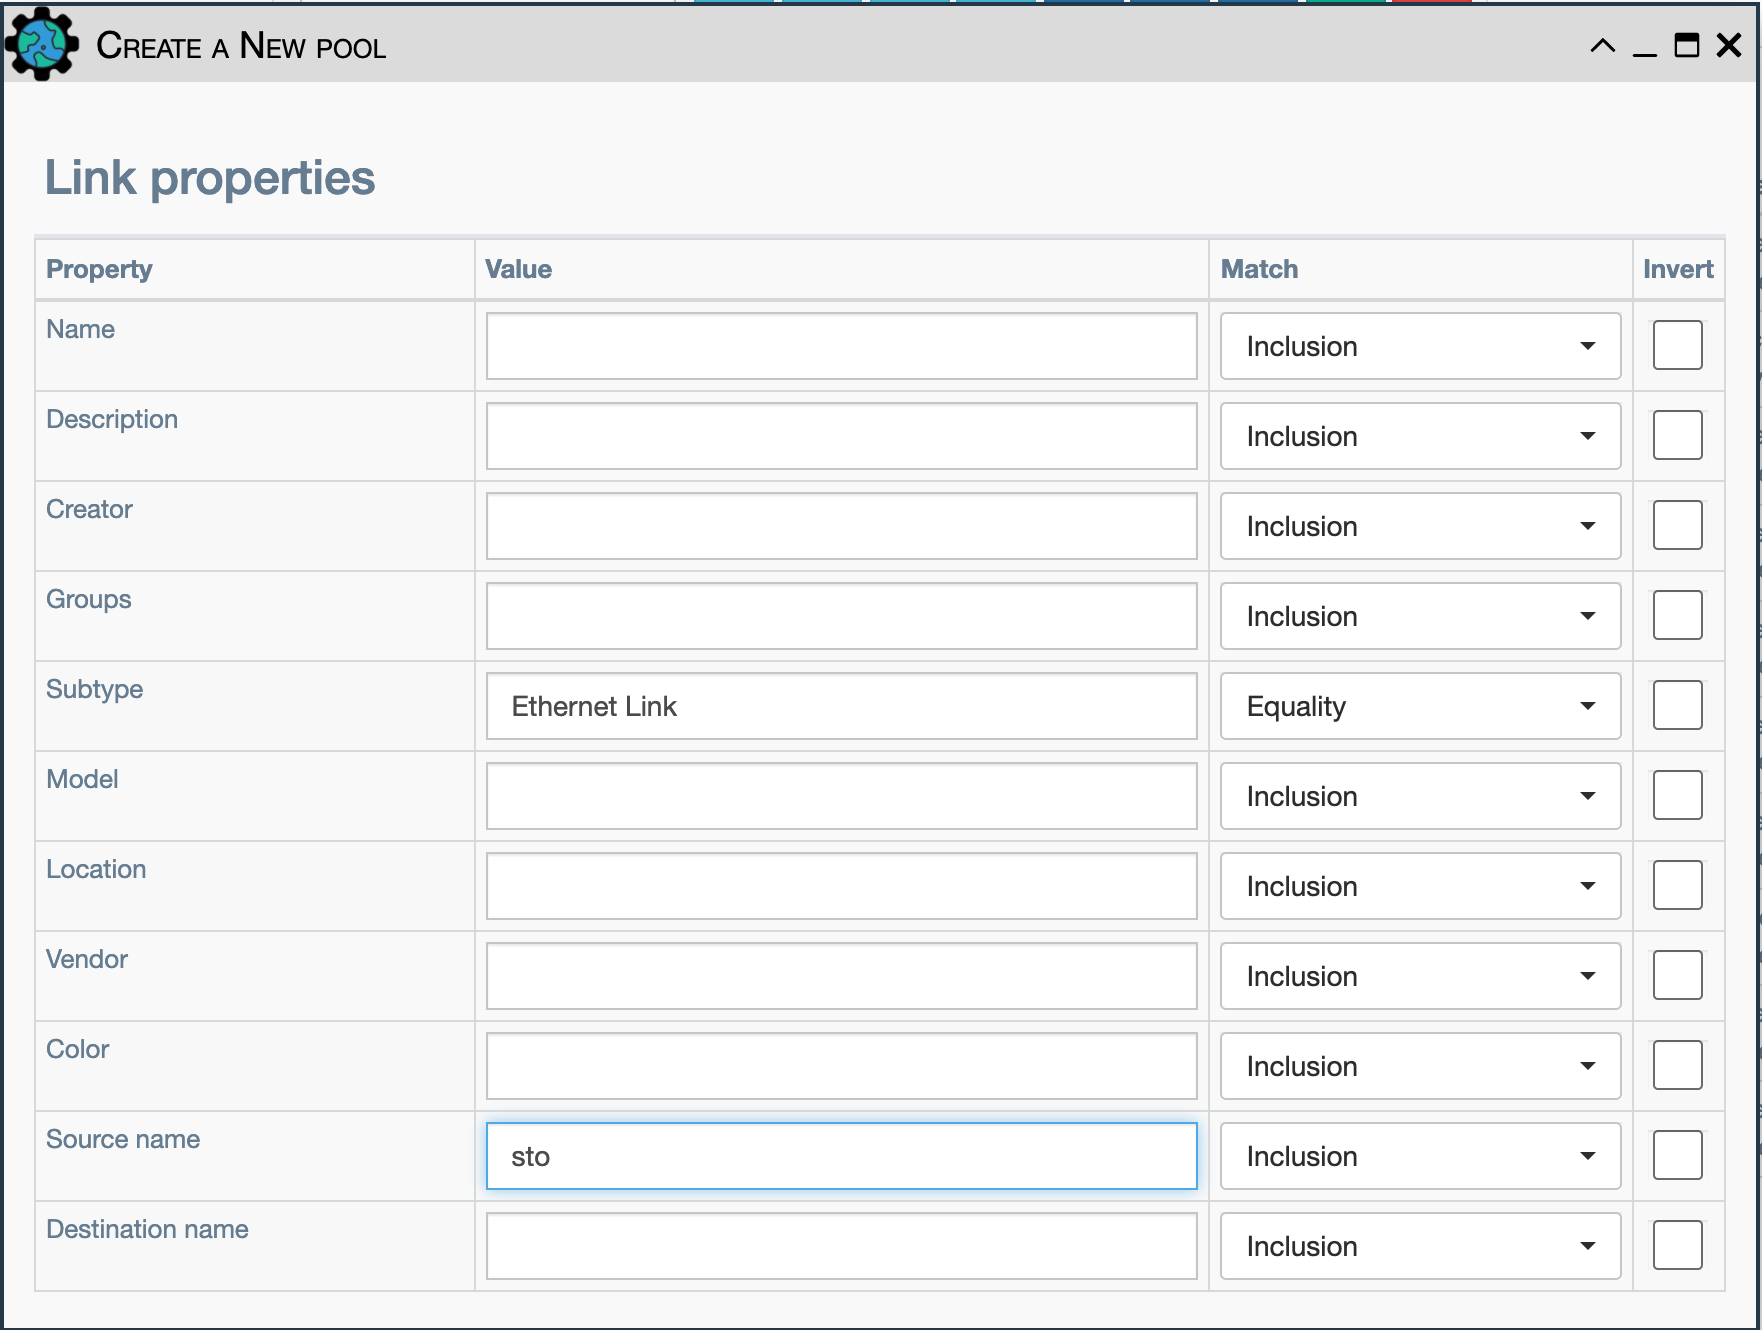 Create a New pool
Link properties
Property Value Match Invert
Name Inclusion
Description Inclusion
Creator Inclusion
Groups Inclusion
Subtype Ethernet Link Equality
Model Inclusion
Location Inclusion
Vendor Inclusion
Color Inclusion
Source name sto Inclusion
Destination name Inclusion